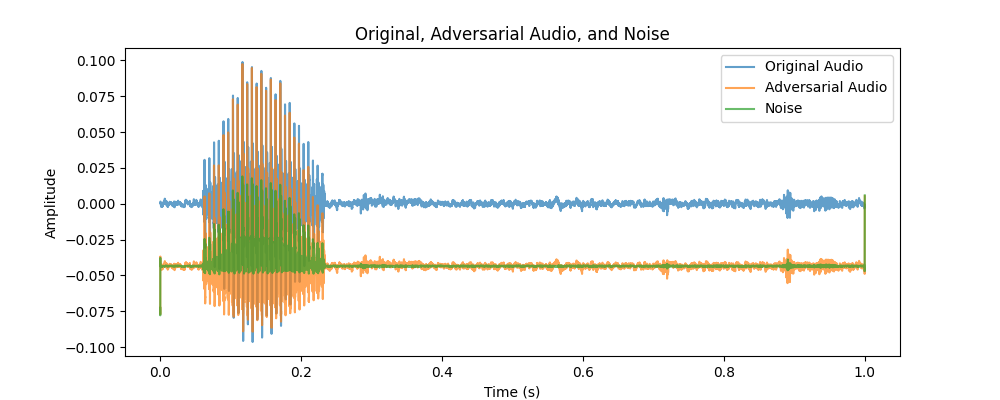 Original, Adversarial Audio, and Noise
Original Audio
Adversarial Audio
Noise
Amplitude
0.100
0.075
0.050
0.025
0.000
−0.025
−0.050
−0.075
−0.100
0.0 0.2 0.4 0.6 0.8 1.0
Time (s)